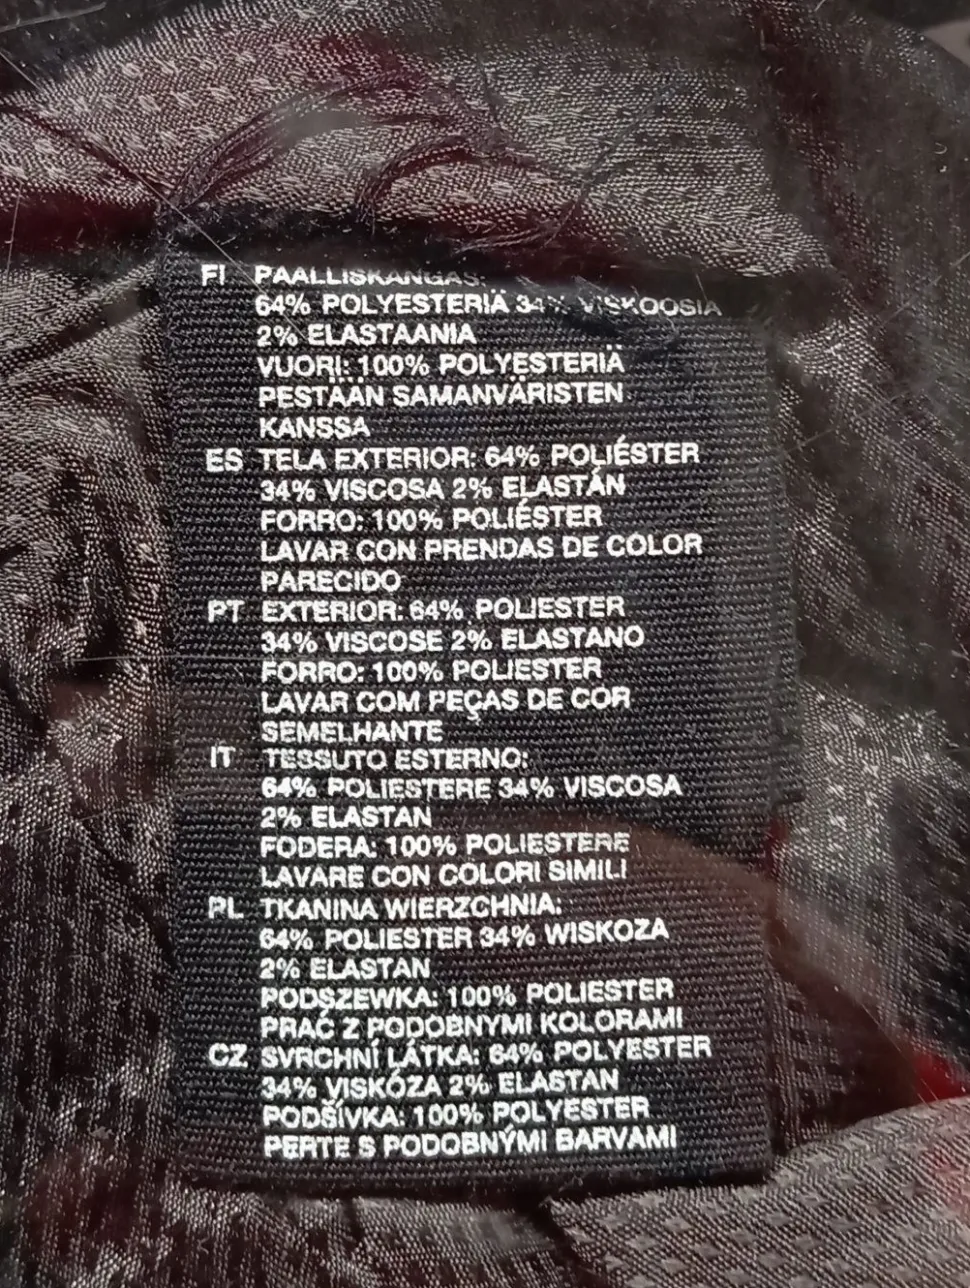 FI PÄÄLLISKANGAS:
64% POLYESTERIÄ 34% VISKOOSIA
2% ELASTAANIA
VUORI: 100% POLYESTERIÄ
PESTÄÄN SAMANVÄRISTEN
KANSSA
ES TELA EXTERIOR: 64% POLIÉSTER
34% VISCOSA 2% ELASTÁN
FORRO: 100% POLIÉSTER
LAVAR CON PRENDAS DE COLOR
PARECIDO
PT EXTERIOR: 64% POLIESTER
34% VISCOSE 2% ELASTANO
FORRO: 100% POLIESTER
LAVAR COM PEÇAS DE COR
SEMELHANTE
IT TESSUTO ESTERNO:
64% POLIESTERE 34% VISCOSA
2% ELASTAN
FODERA: 100% POLIESTERE
LAVARE CON COLORI SIMILI
PL TKANINA WIERZCHNIA:
64% POLIESTER 34% WISKOZA
2% ELASTAN
PODSZEWKA: 100% POLIESTER
PRAĆ Z PODOBNYMI KOLORAMI
CZ SVRCHNÍ LÁTKA: 64% POLYESTER
34% VISKÓZA 2% ELASTAN
PODŠÍVKA: 100% POLYESTER
PERTE S PODOBNÝMI BARVAMI